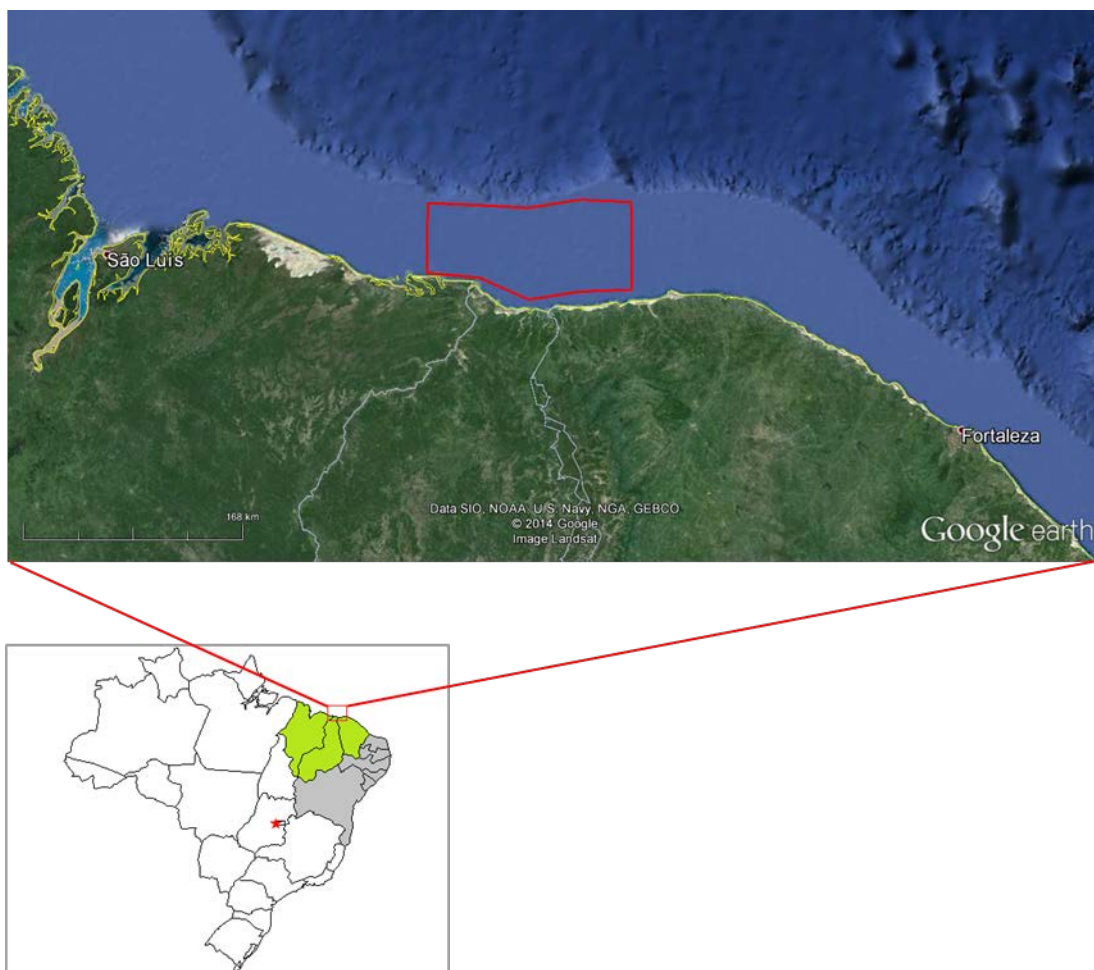 São Luís
Fortaleza
168 km
Data SIO, NOAA, U.S. Navy, NGA, GEBCO
© 2014 Google
Image Landsat
Google earth